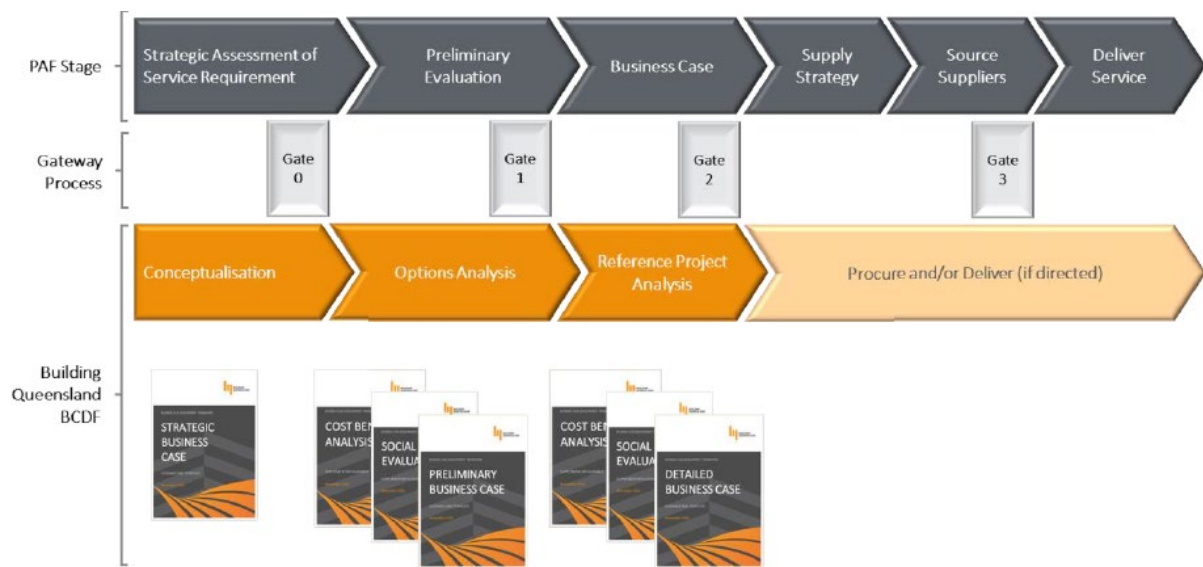 PAF Stage
Strategic Assessment of
Service Requirement
Preliminary
Evaluation
Business Case
Supply
Strategy
Source
Suppliers
Deliver
Service
Gateway
Process
Gate
0
Gate
1
Gate
2
Gate
3
Conceptualisation
Options Analysis
Reference Project
Analysis
Procure and/or Deliver (if directed)
Building
Queensland
BCDF
STRATEGIC
BUSINESS
CASE
COST BEN
ANALYSIS
SOCIAL
EVALUA
PRELIMINARY
BUSINESS CASE
COST BEN
ANALYSIS
SOCIAL
EVALUA
DETAILED
BUSINESS CASE